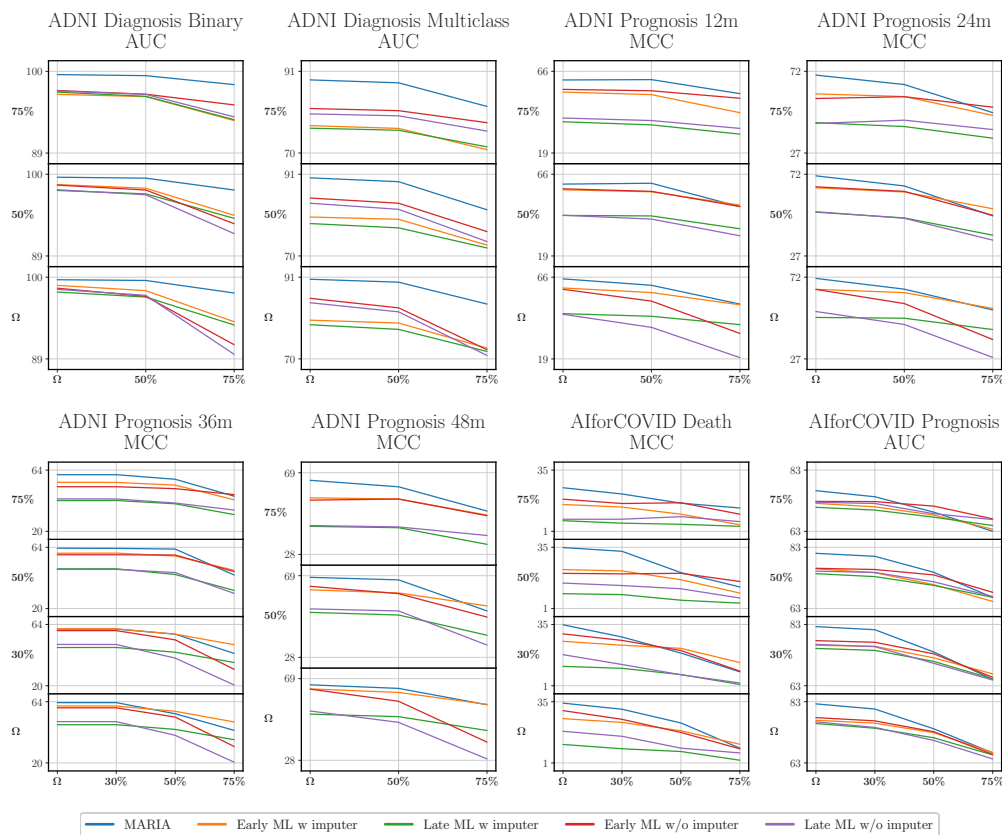 ADNI Diagnosis Binary
AUC
ADNI Diagnosis Multiclass
AUC
ADNI Prognosis 12m
MCC
ADNI Prognosis 24m
MCC
100
75%
89
91
70
66
19
72
27
100
50%
89
91
70
66
19
72
27
100
Ω
89
91
70
66
19
72
27
Ω 50% 75%
Ω 50% 75%
Ω 50% 75%
Ω 50% 75%
ADNI Prognosis 36m
MCC
ADNI Prognosis 48m
MCC
AIforCOVID Death
MCC
AIforCOVID Prognosis
AUC
64
75%
20
64
50%
20
64
30%
20
64
Ω
20
Ω 30% 50% 75%
69
75%
28
69
50%
28
69
Ω
28
Ω 50% 75%
35
75%
1
35
50%
1
35
30%
1
35
Ω
1
Ω 30% 50% 75%
83
75%
63
83
50%
63
83
30%
63
83
Ω
63
Ω 30% 50% 75%
MARIA
Early ML w imputer
Late ML w imputer
Early ML w/o imputer
Late ML w/o imputer